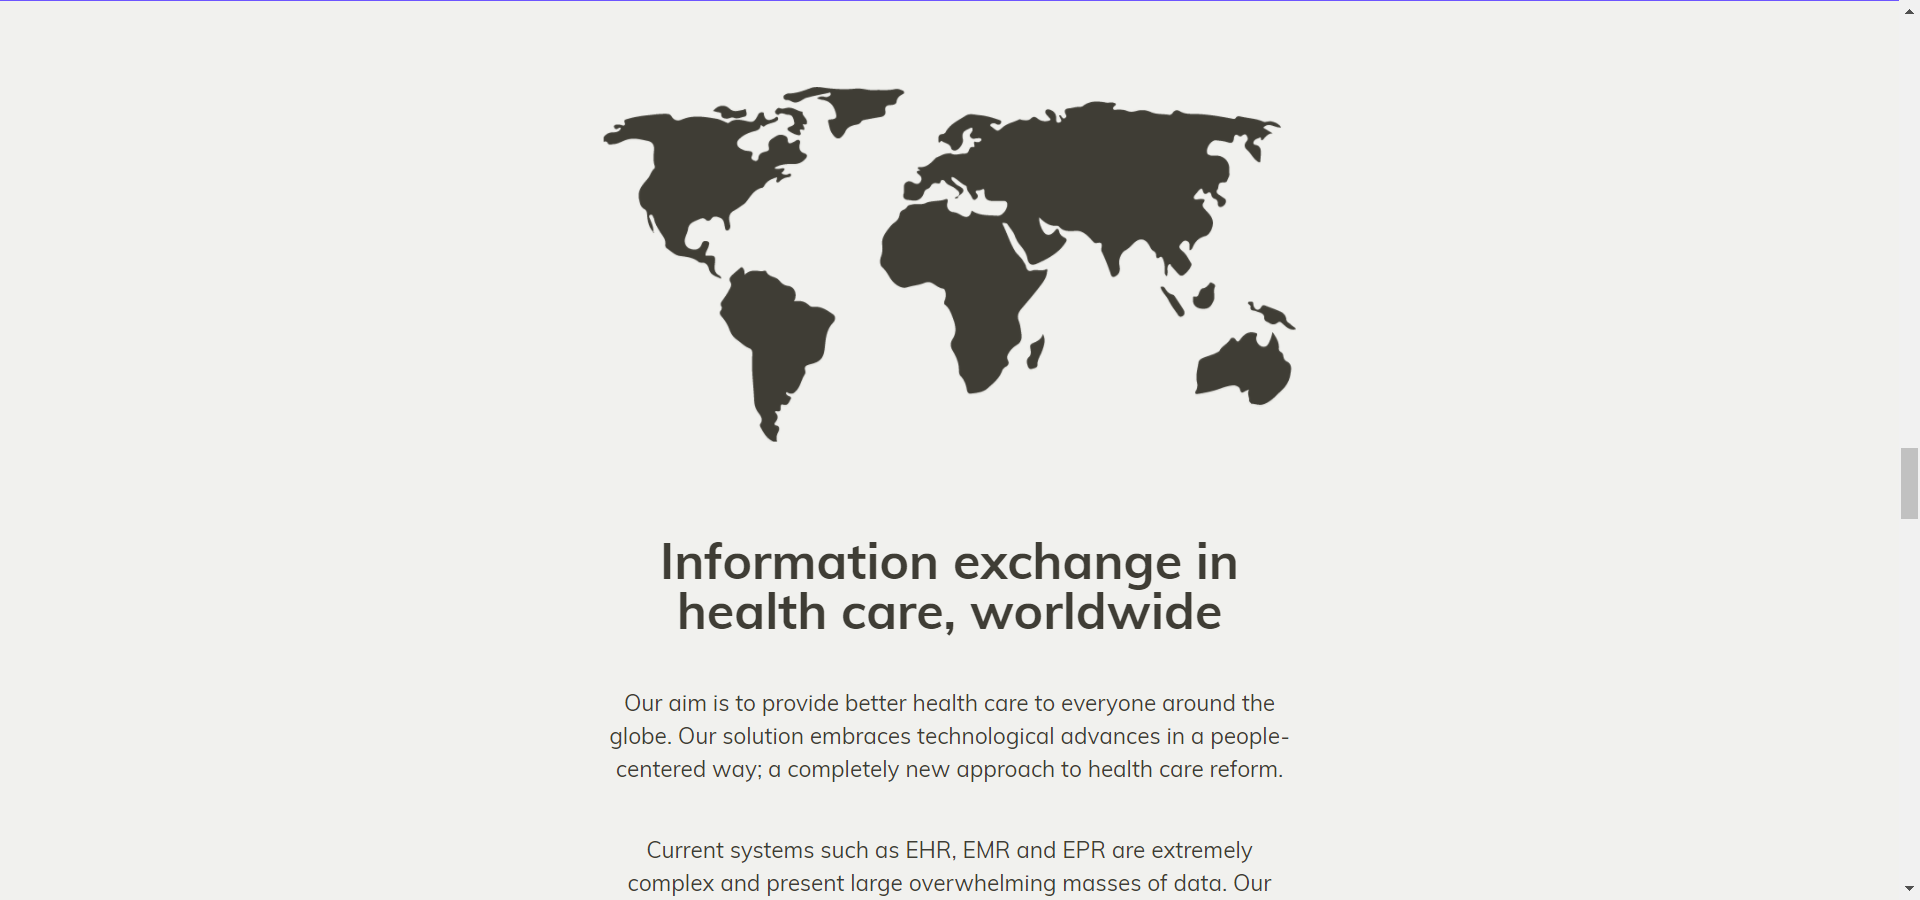 Information exchange in
health care, worldwide
Our aim is to provide better health care to everyone around the
globe. Our solution embraces technological advances in a people-
centered way; a completely new approach to health care reform.
Current systems such as EHR, EMR and EPR are extremely
complex and present large overwhelming masses of data. Our